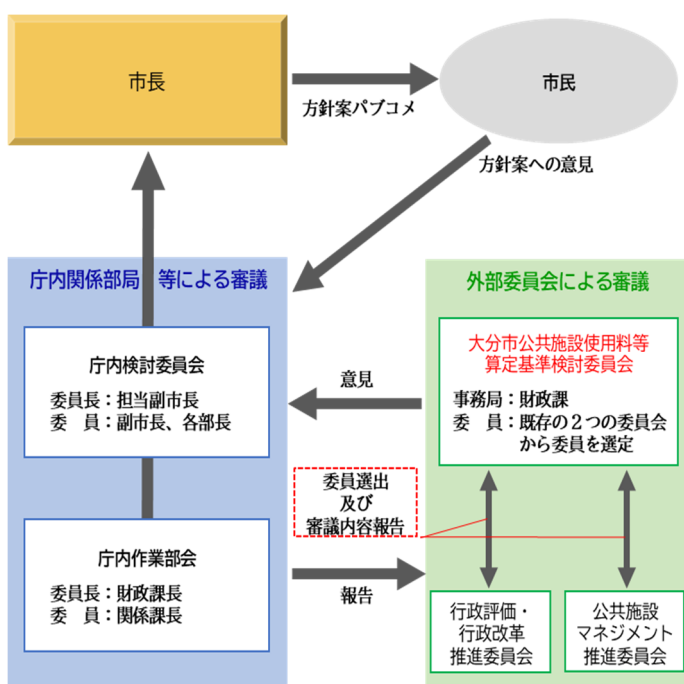 市長
市民
方針案パブコメ
方針案への意見
庁内関係部局　等による審議
庁内検討委員会
委員長：担当副市長
委　員：副市長、各部長
庁内作業部会
委員長：財政課長
委　員：関係課長
意見
委員選出
及び
審議内容報告
報告
外部委員会による審議
大分市公共施設使用料等
算定基準検討委員会
事務局：財政課
委　員：既存の２つの委員会
から委員を選定
行政評価・
行政改革
推進委員会
公共施設
マネジメント
推進委員会